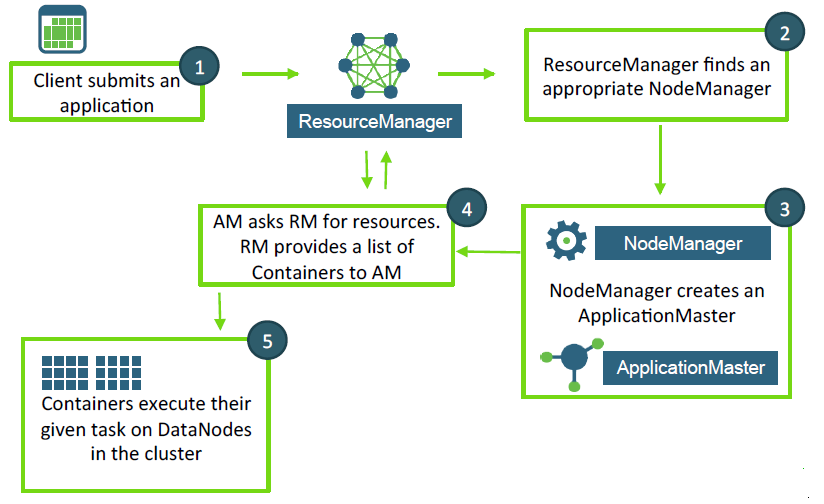 1
Client submits an
application
ResourceManager
2
ResourceManager finds an
appropriate NodeManager
3
NodeManager
NodeManager creates an
ApplicationMaster
ApplicationMaster
4
AM asks RM for resources.
RM provides a list of
Containers to AM
5
Containers execute their
given task on DataNodes
in the cluster